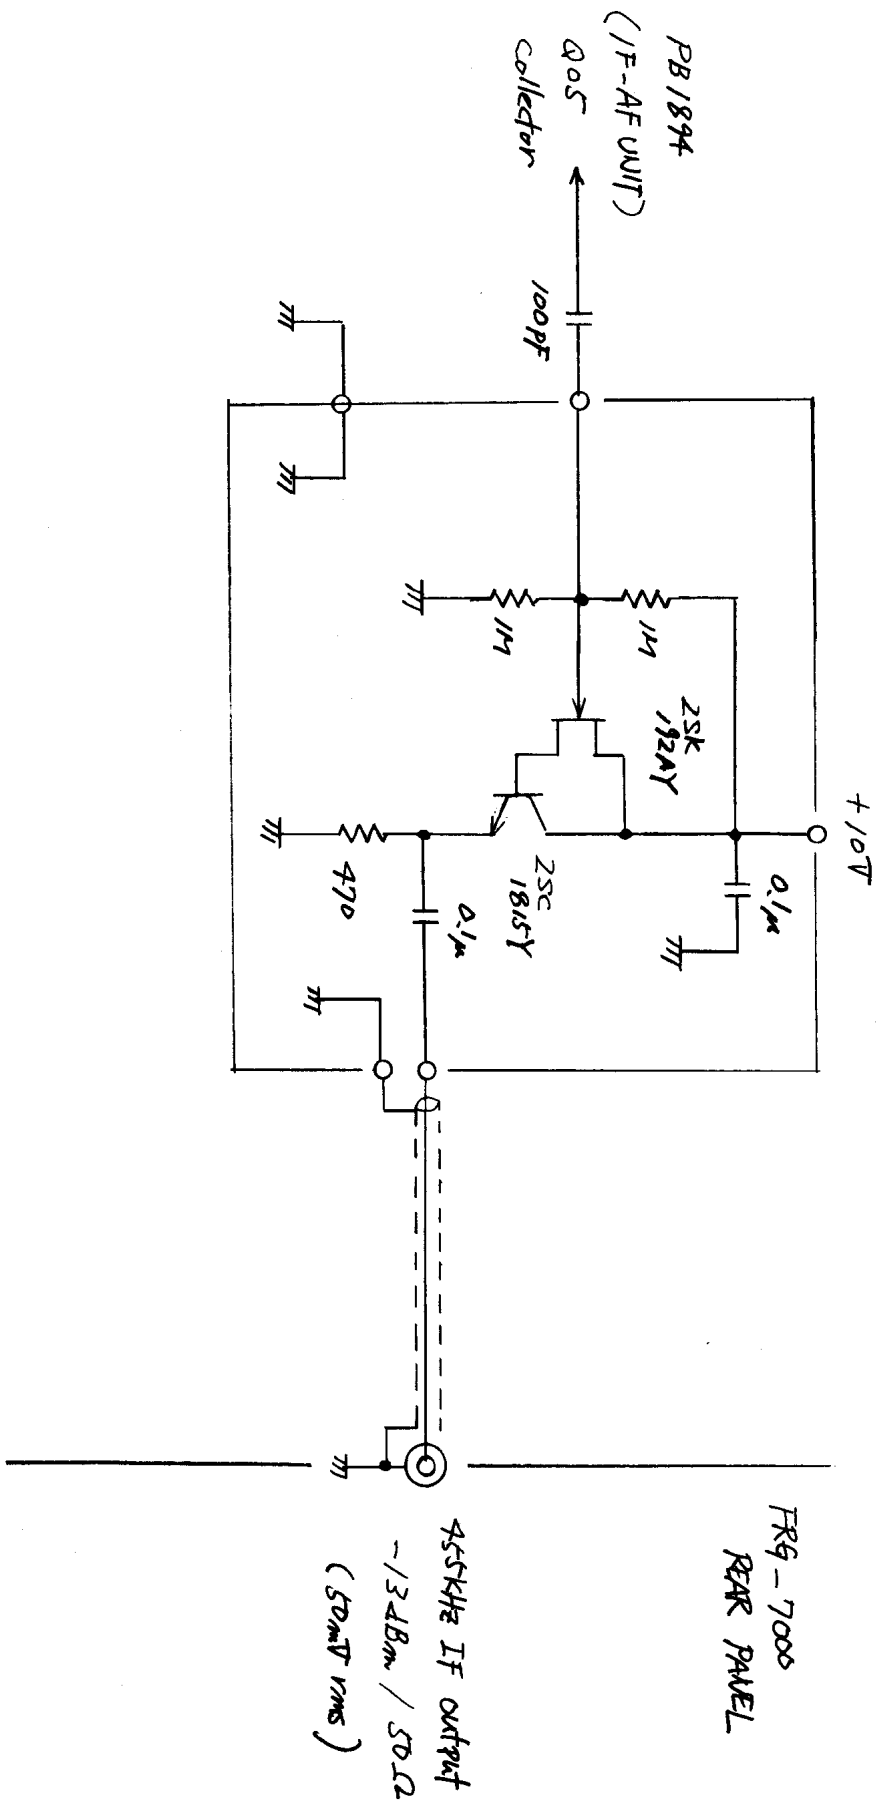 PB1894
(IF-AF UNIT)
Q05
collector
100pF
1M
1M
2SK
192AY
2SC
1815Y
470
0.1μ
+10V
0.1μ
FRG-7000
REAR PANEL
455kHz IF output
-13dBm / 50Ω
(50mV rms)